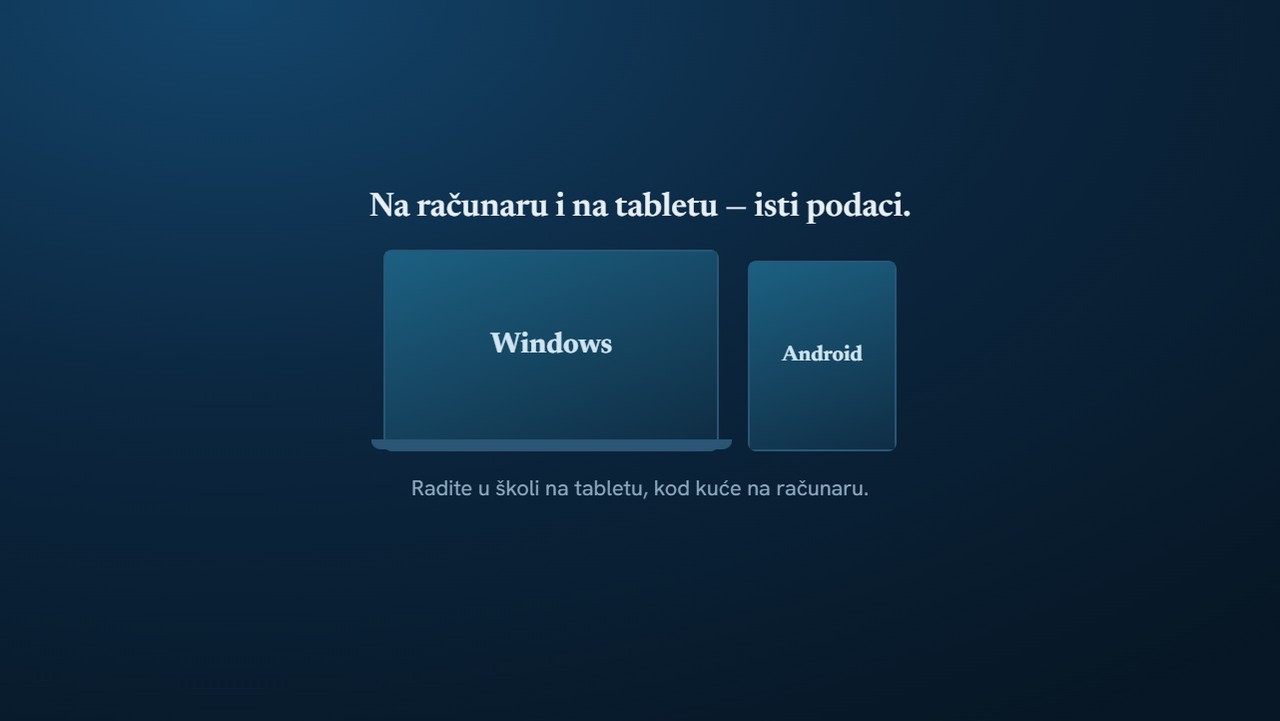 Na računaru i na tabletu — isti podaci.
Windows
Android
Radite u školi na tabletu, kod kuće na računaru.